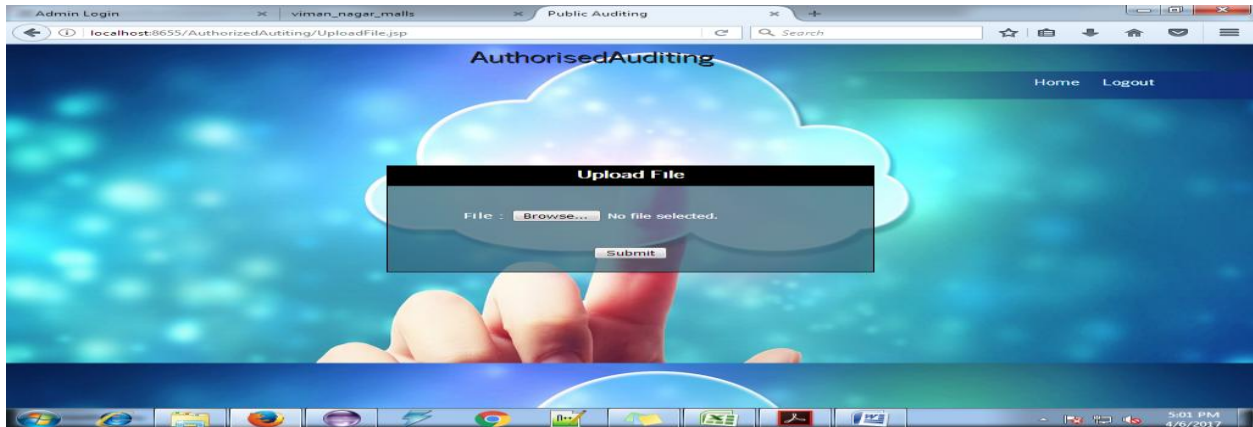 Admin Login
viman_nagar_malls
Public Auditing
localhost:8655/AuthorizedAutiting/UploadFile.jsp
Search
AuthorisedAuditing
Home Logout
Upload File
File : Browse... No file selected.
Submit
5:01 PM
4/6/2017